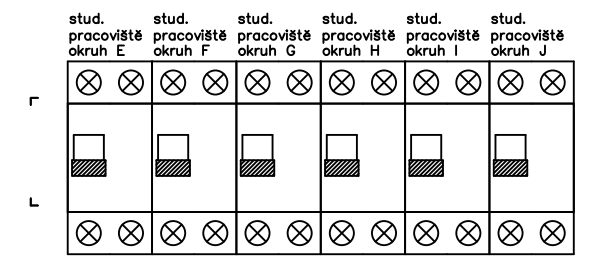 stud.
pracoviště
okruh E
stud.
pracoviště
okruh F
stud.
pracoviště
okruh G
stud.
pracoviště
okruh H
stud.
pracoviště
okruh I
stud.
pracoviště
okruh J